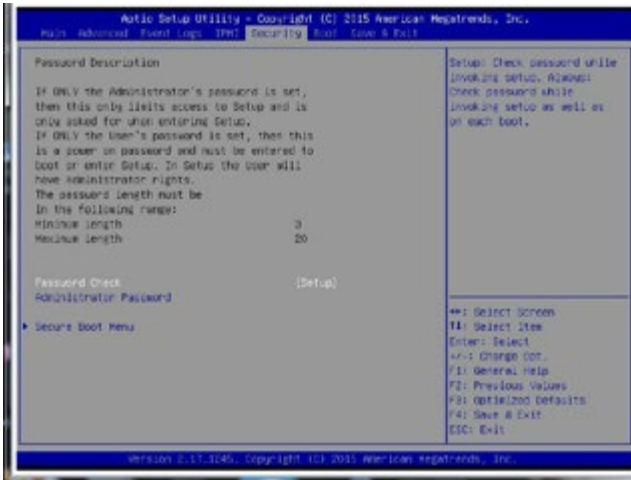 Aptio Setup Utility - Copyright (C) 2015 American Megatrends, Inc.
Main Advanced Event Logs IPMI Security Boot Save & Exit
Password Description
If ONLY the Administrator's password is set,
then this only limits access to Setup and is
only asked for when entering Setup.
If ONLY the User's password is set, then this
is a power on password and must be entered to
boot or enter Setup. In Setup the User will
have Administrator rights.
The password length must be
in the following range:
Minimum length 3
Maximum length 20
Password Check [Setup]
Administrator Password
Secure Boot Menu
Setup: Check password while
invoking setup. Always:
Check password while
invoking setup as well as
on each boot.
: Select Screen
: Select Item
Enter: Select
+/-: Change Opt.
F1: General Help
F2: Previous Values
F3: Optimized Defaults
F4: Save & Exit
ESC: Exit
Version 2.17.1245. Copyright (C) 2015 American Megatrends, Inc.